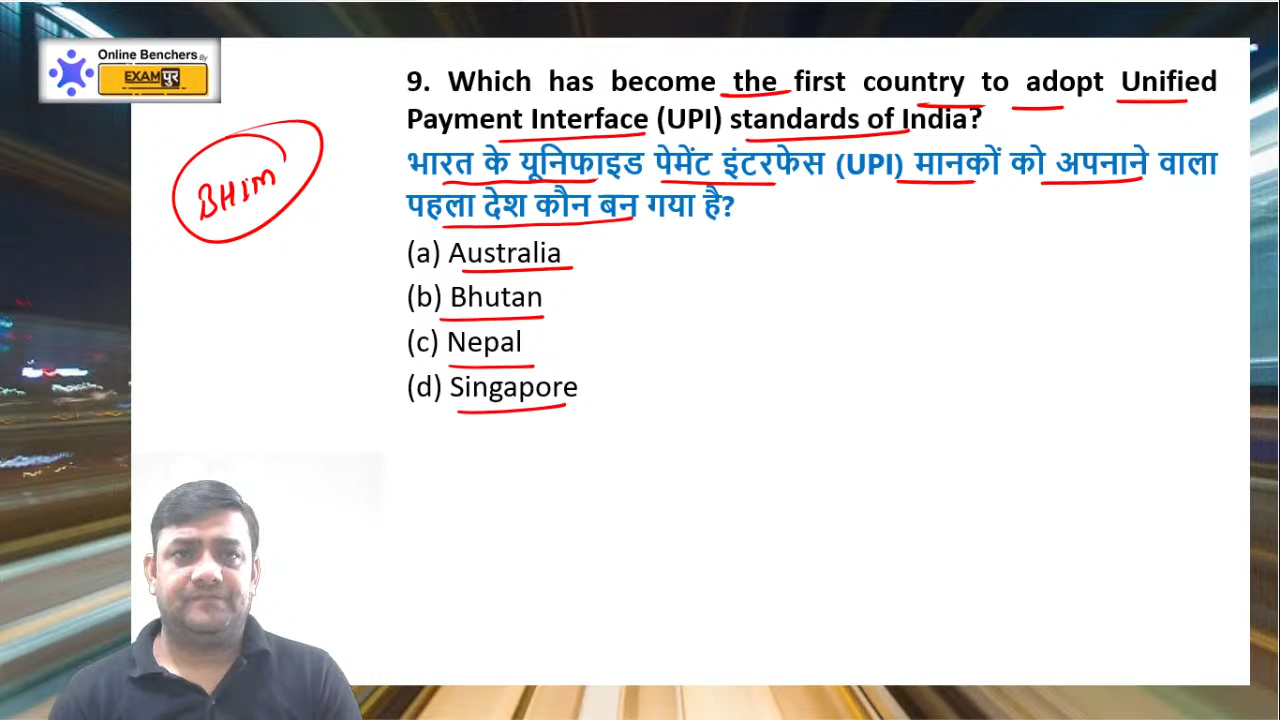 Online Benchers By
EXAMपुर
9. Which has become the first country to adopt Unified
Payment Interface (UPI) standards of India?
BHIM
भारत के यूनिफाइड पेमेंट इंटरफेस (UPI) मानकों को अपनाने वाला
पहला देश कौन बन गया है?
(a) Australia
(b) Bhutan
(c) Nepal
(d) Singapore